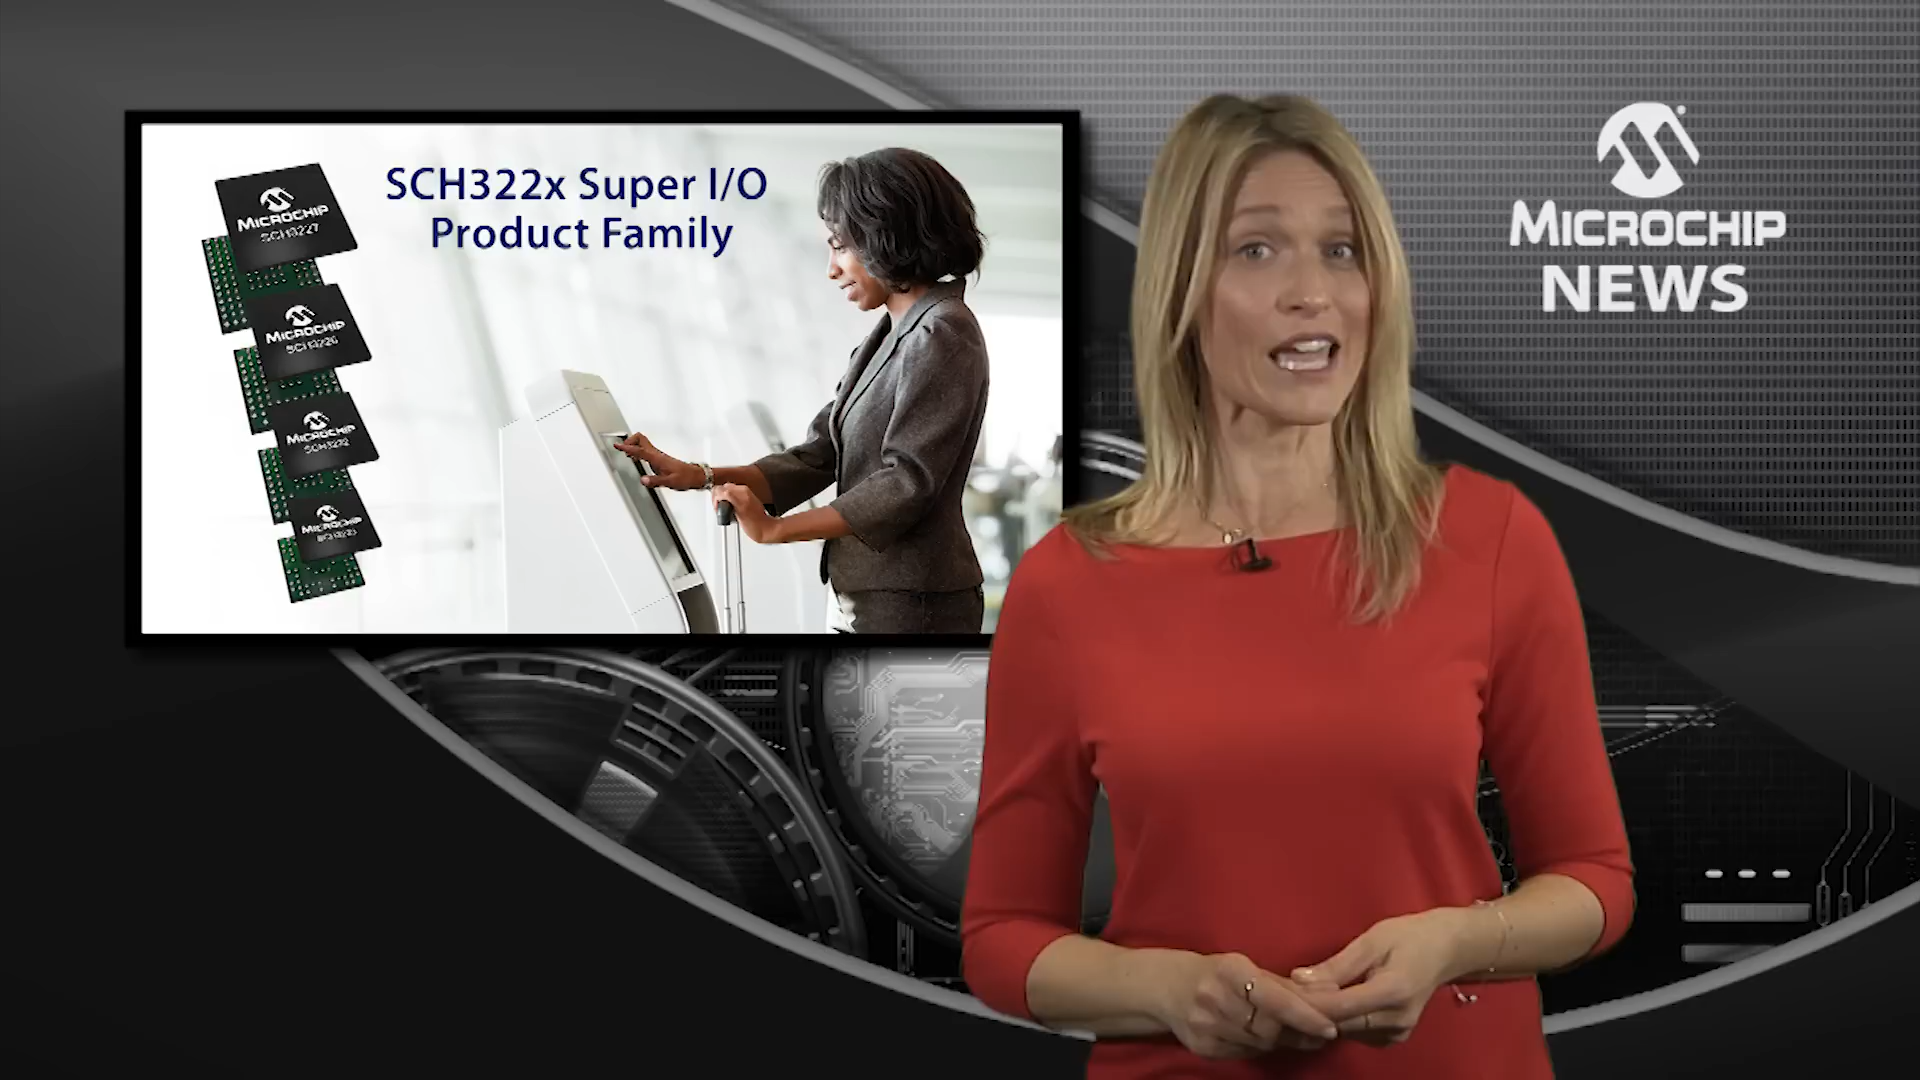 SCH322x Super I/O
Product Family
MICROCHIP
SCH3227
MICROCHIP
SCH3226
MICROCHIP
SCH3222
MICROCHIP
MICROCHIP
NEWS